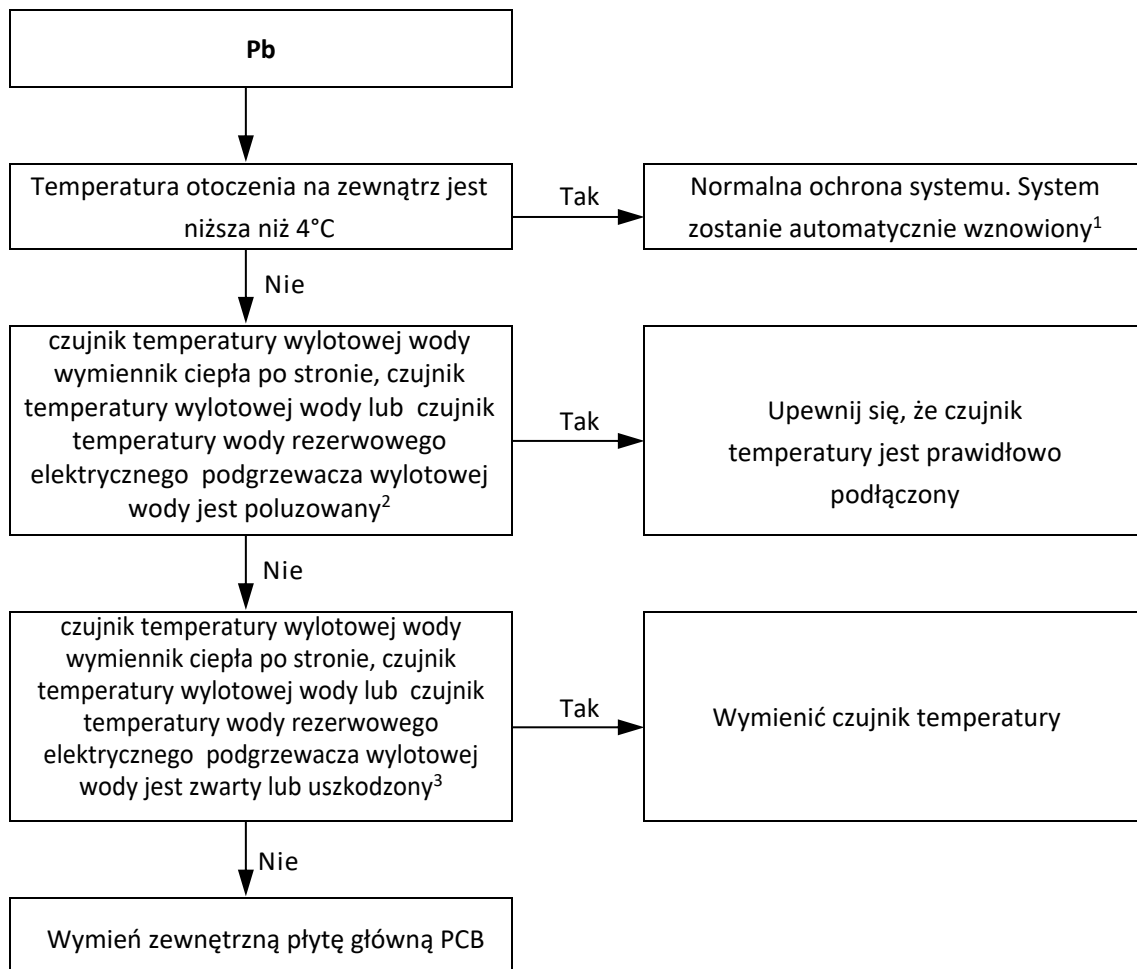 Pb
Temperatura otoczenia na zewnątrz jest
niższa niż 4°C
Tak
Normalna ochrona systemu. System
zostanie automatycznie wznowiony1
Nie
czujnik temperatury wylotowej wody
wymiennik ciepła po stronie, czujnik
temperatury wylotowej wody lub czujnik
temperatury wody rezerwowego
elektrycznego podgrzewacza wylotowej
wody jest poluzowany2
Tak
Upewnij się, że czujnik
temperatury jest prawidłowo
podłączony
Nie
czujnik temperatury wylotowej wody
wymiennik ciepła po stronie, czujnik
temperatury wylotowej wody lub czujnik
temperatury wody rezerwowego
elektrycznego podgrzewacza wylotowej
wody jest zwarty lub uszkodzony3
Tak
Wymienić czujnik temperatury
Nie
Wymień zewnętrzną płytę główną PCB